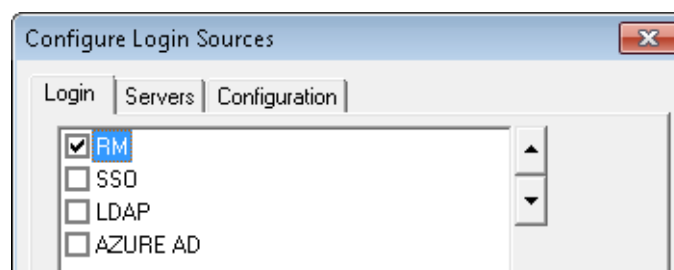 Configure Login Sources
Login Servers Configuration
RM
SSO
LDAP
AZURE AD